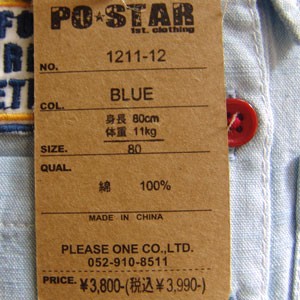 PO★STAR
1st. clothing
NO. 1211-12
COL. BLUE
身長 80cm
体重 11kg
SIZE. 80
QUAL.
綿 100%
MADE IN CHINA
PLEASE ONE CO.,LTD.
052-910-8511
PRICE. ¥3,800-(税込¥3,990-)